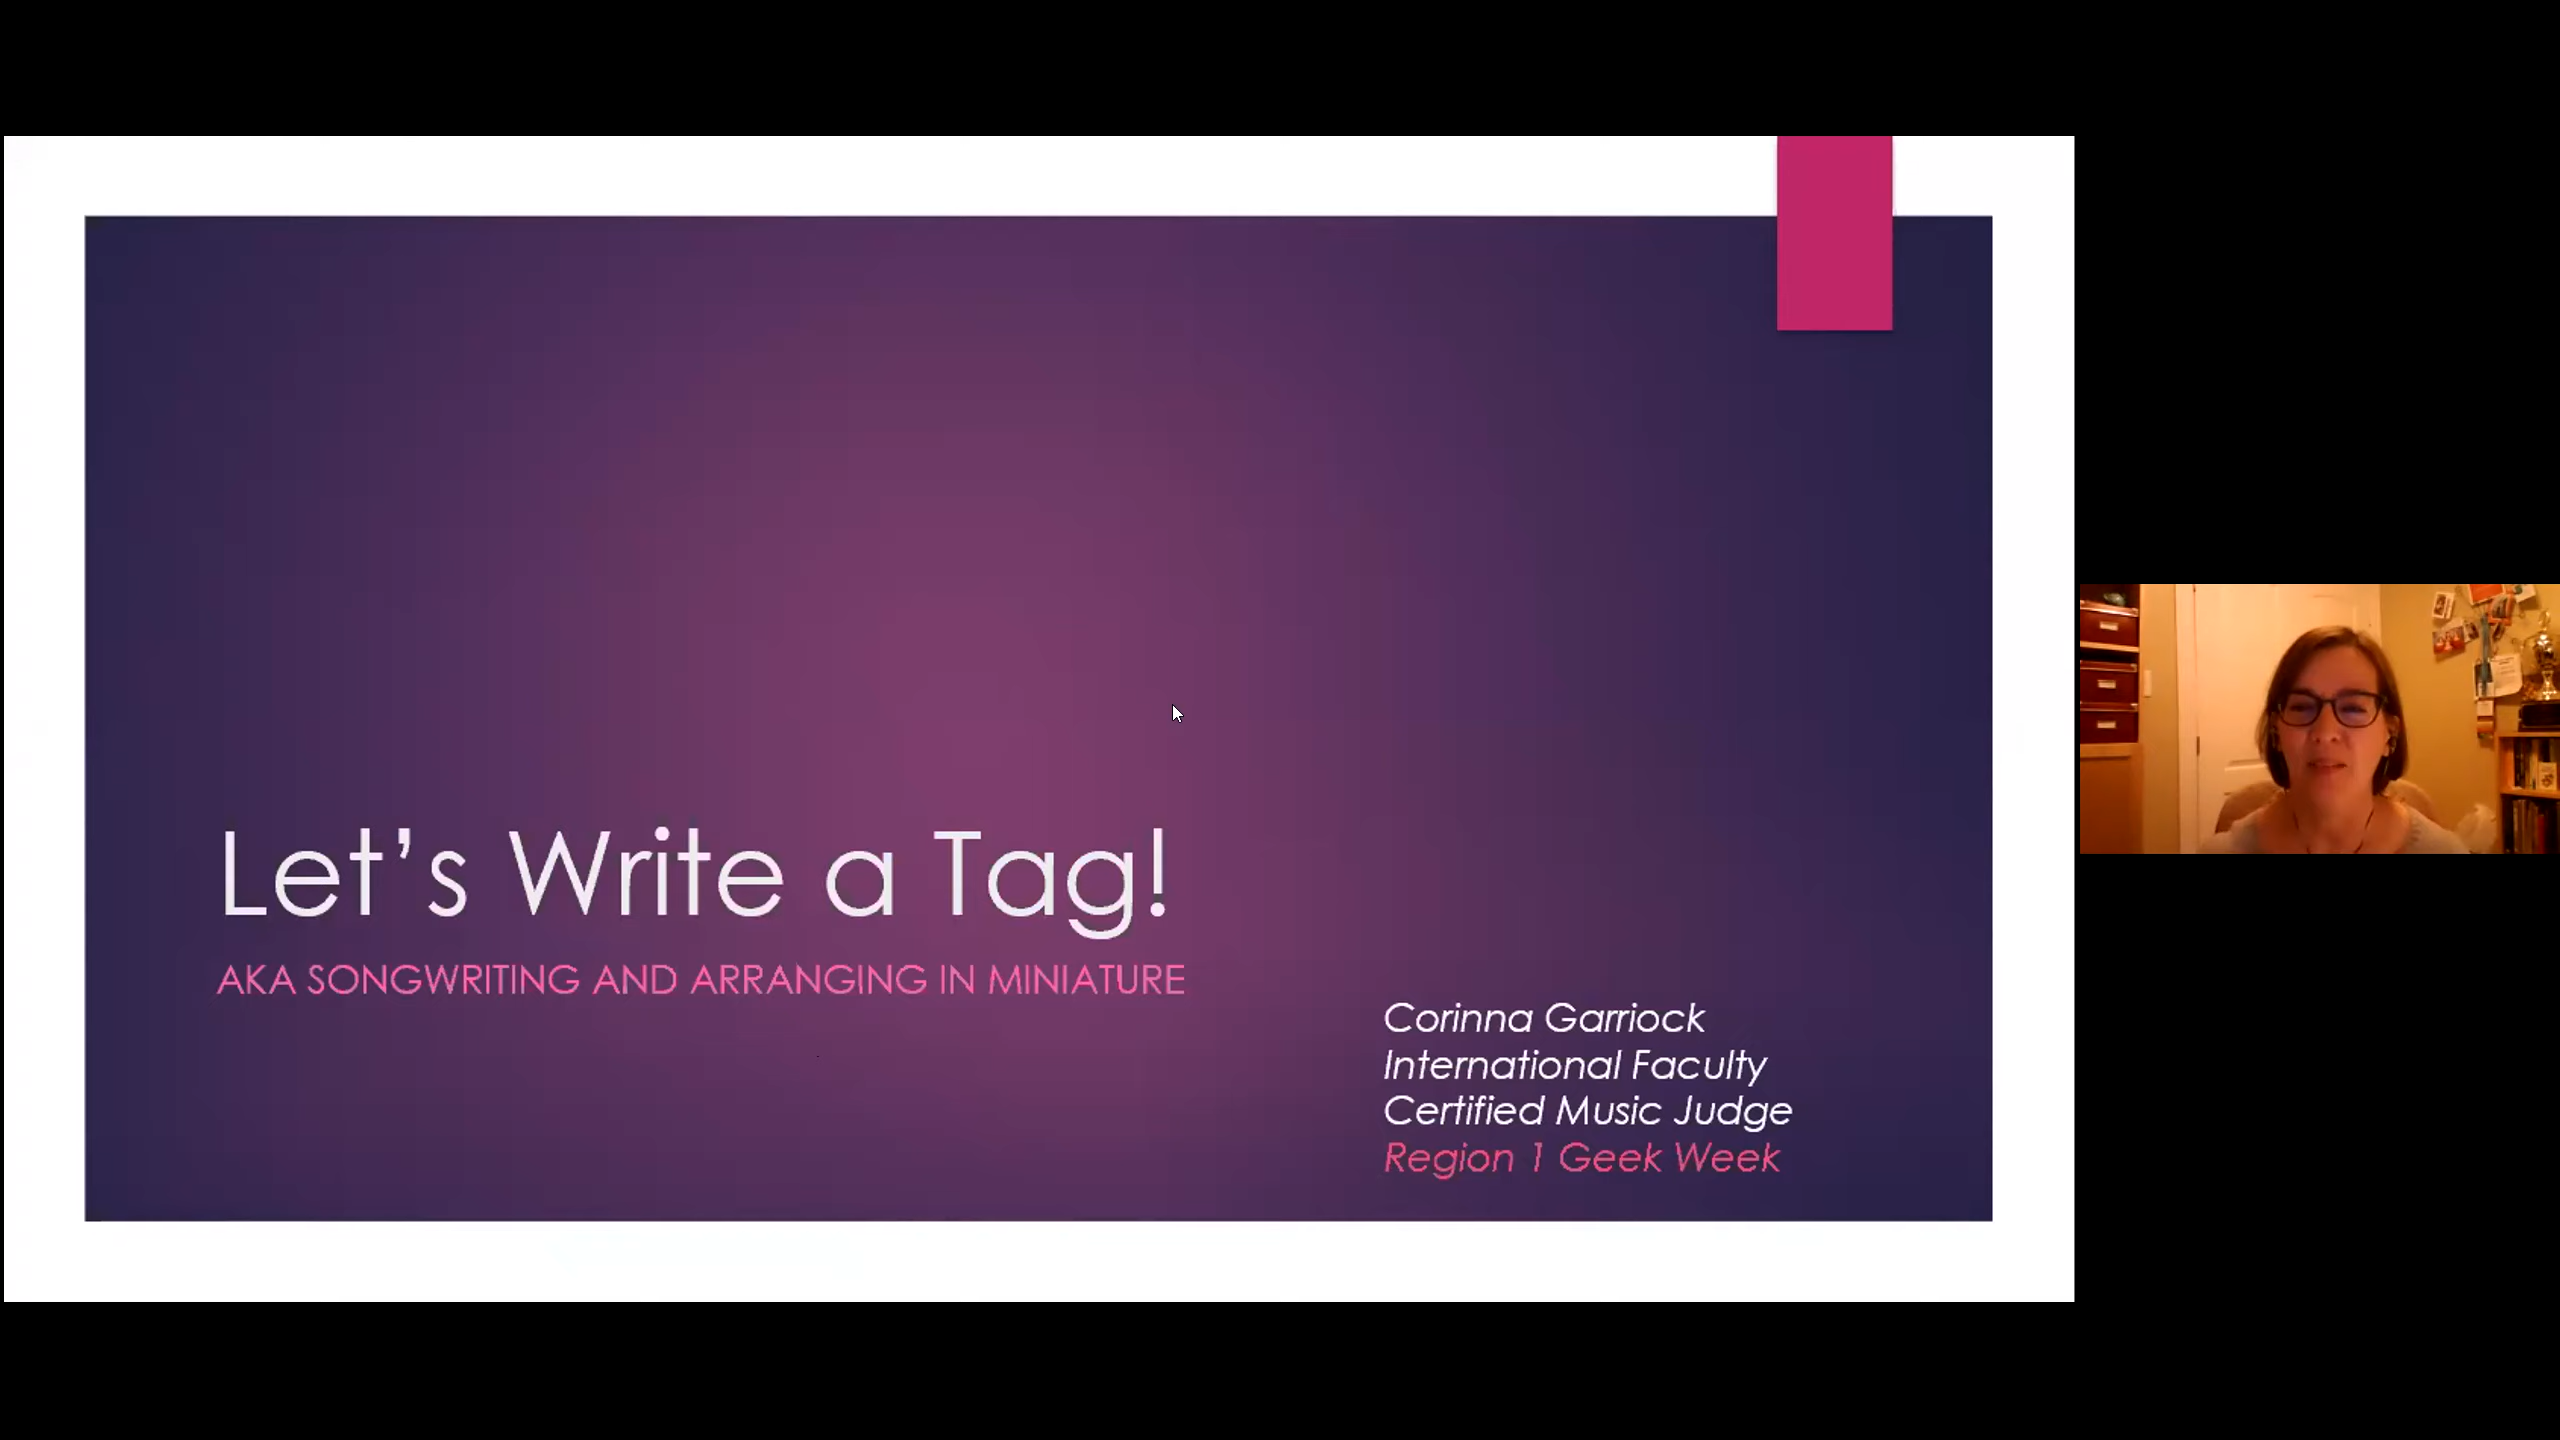 Let’s Write a Tag!
AKA SONGWRITING AND ARRANGING IN MINIATURE
Corinna Garriock
International Faculty
Certified Music Judge
Region 1 Geek Week